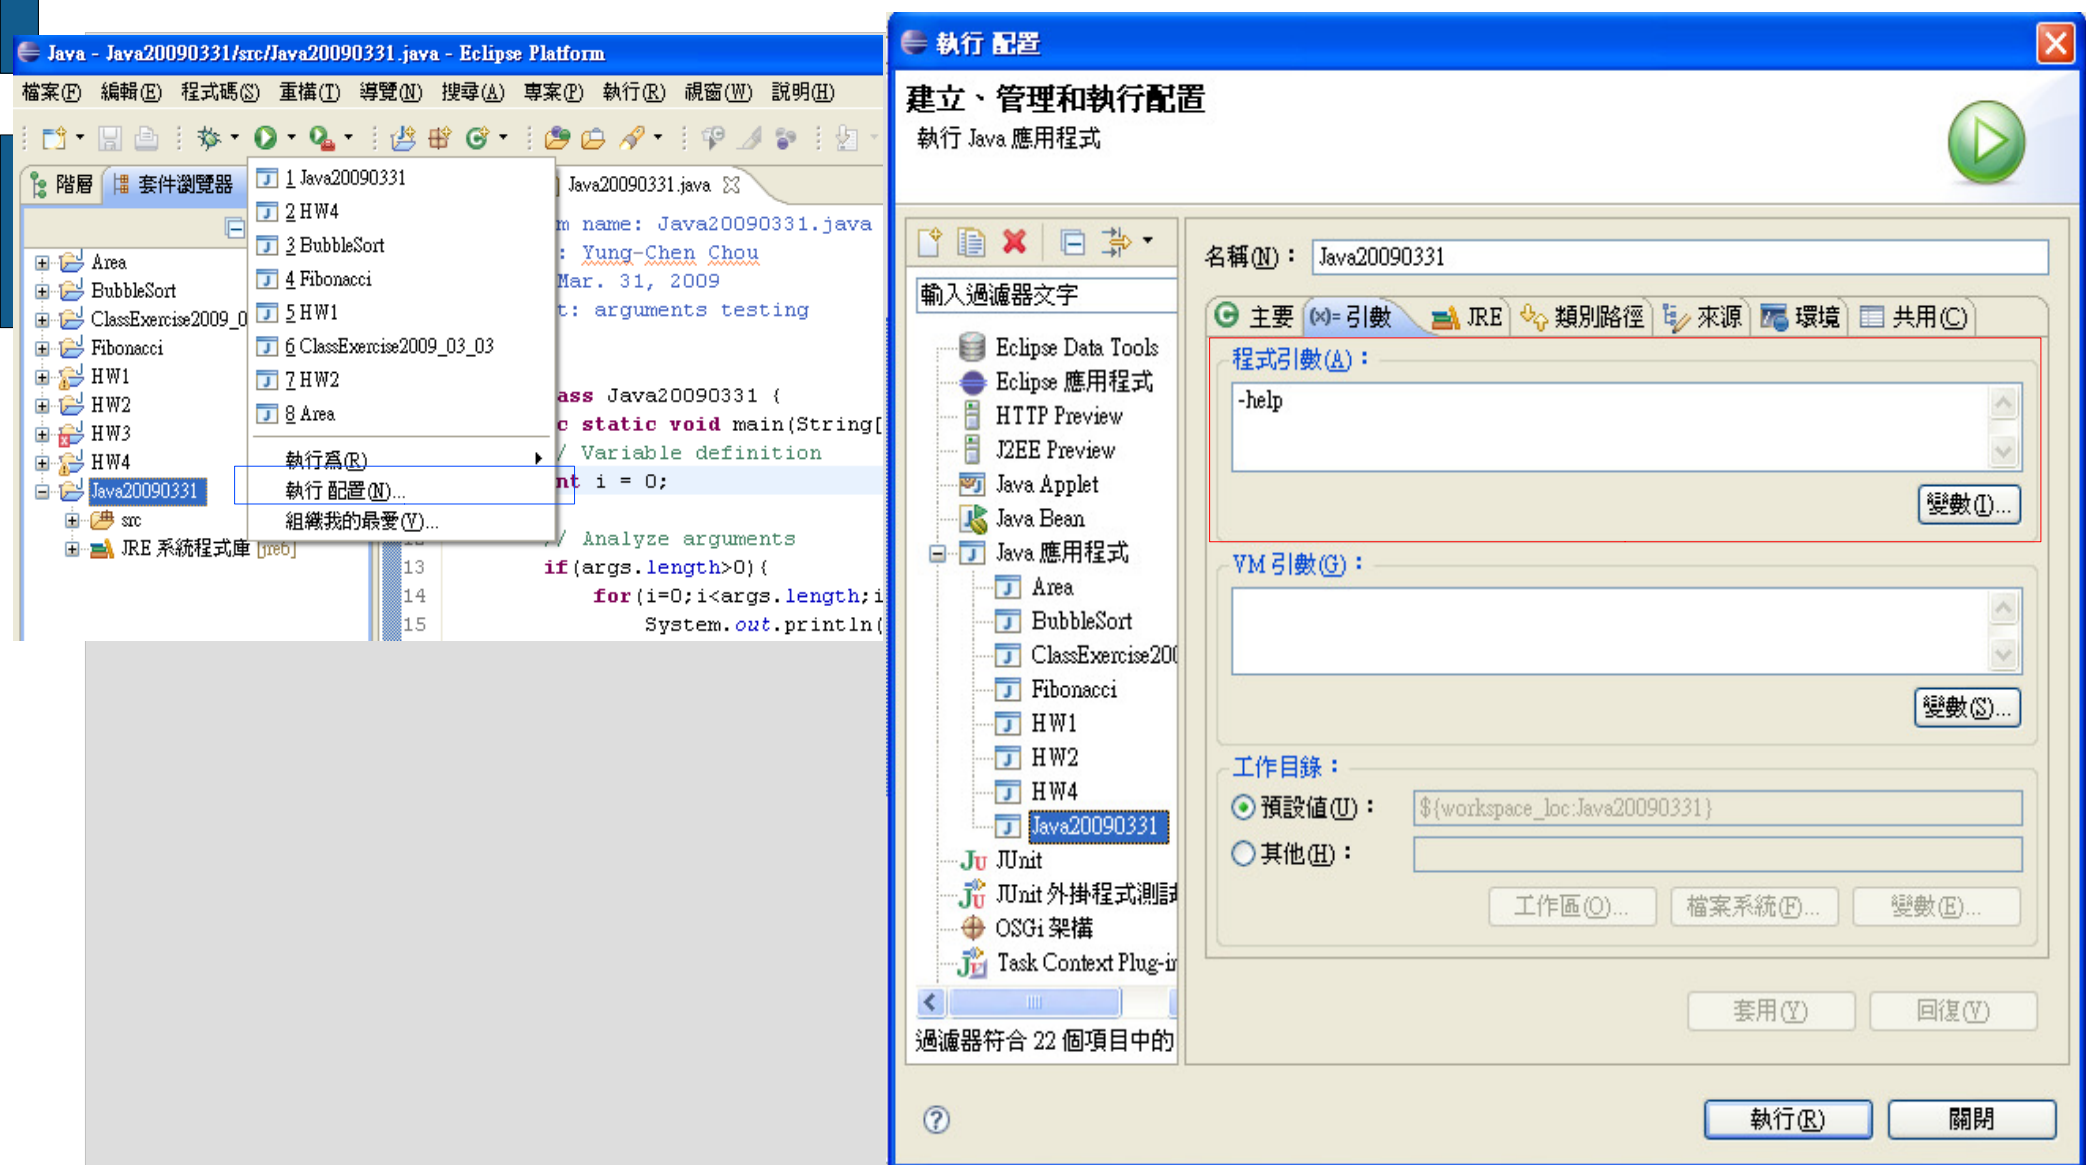 Java - Java20090331/src/Java20090331.java - Eclipse Platform
檔案(F) 編輯(E) 程式碼(S) 重構(T) 導覽(N) 搜尋(A) 專案(P) 執行(R) 視窗(W) 說明(H)
階層 套件瀏覽器
Area
BubbleSort
ClassExercise2009_0
Fibonacci
HW1
HW2
HW3
HW4
Java20090331
src
JRE 系統程式庫 [jre6]
1 Java20090331
2 HW4
3 BubbleSort
4 Fibonacci
5 HW1
6 ClassExercise2009_03_03
7 HW2
8 Area
執行為(R)
執行 配置(N)...
組織我的最愛(V)...
Java20090331.java
m name: Java20090331.java
: Yung-Chen Chou
Mar. 31, 2009
t: arguments testing
ass Java20090331 {
c static void main(String[
/ Variable definition
nt i = 0;
/ Analyze arguments
13 if(args.length>0){
14 for(i=0;i<args.length;i
15 System.out.println(
執行 配置
建立、管理和執行配置
執行 Java 應用程式
輸入過濾器文字
Eclipse Data Tools
Eclipse 應用程式
HTTP Preview
J2EE Preview
Java Applet
Java Bean
Java 應用程式
Area
BubbleSort
ClassExercise200
Fibonacci
HW1
HW2
HW4
Java20090331
JUnit
JUnit 外掛程式測試
OSGi 架構
Task Context Plug-in
過濾器符合 22 個項目中的
名稱(N)： Java20090331
主要 (x)= 引數 JRE 類別路徑 來源 環境 共用(C)
程式引數(A)：
-help
變數(I)...
VM 引數(G)：
變數(S)...
工作目錄：
預設值(U)： ${workspace_loc:Java20090331}
其他(H)：
工作區(O)... 檔案系統(F)... 變數(E)...
套用(Y) 回復(V)
執行(R) 關閉